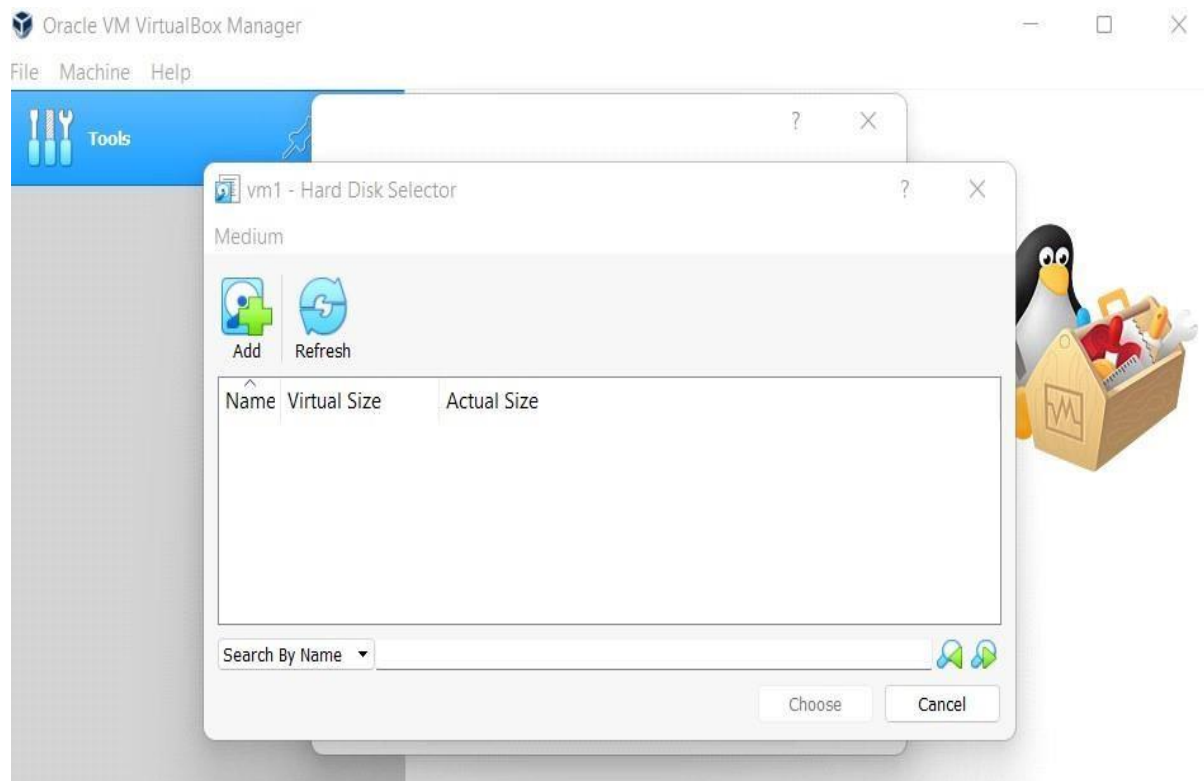 Oracle VM VirtualBox Manager
File Machine Help
Tools
?
vm1 - Hard Disk Selector ?
Medium
Add Refresh
Name Virtual Size Actual Size
Search By Name
Choose Cancel